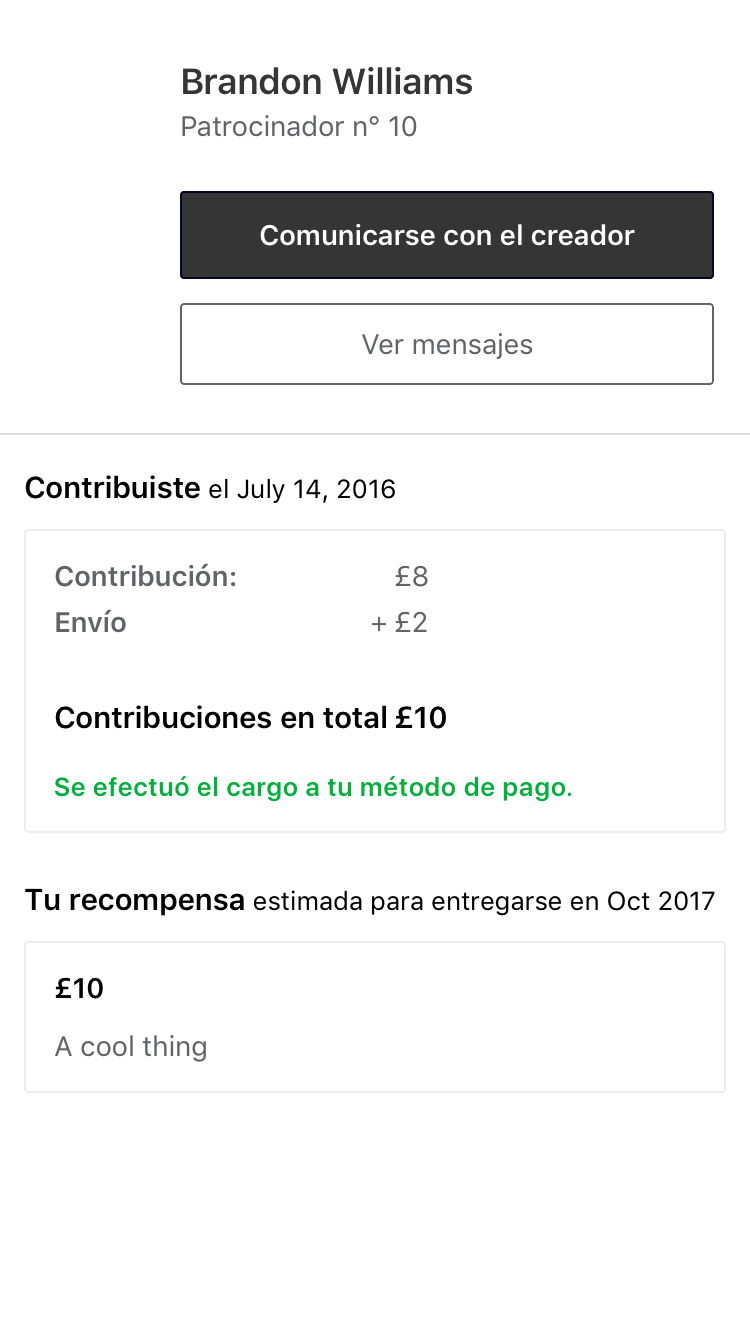 Brandon Williams
Patrocinador n° 10
Comunicarse con el creador
Ver mensajes
Contribuiste el July 14, 2016
Contribución: £8
Envío + £2
Contribuciones en total £10
Se efectuó el cargo a tu método de pago.
Tu recompensa estimada para entregarse en Oct 2017
£10
A cool thing